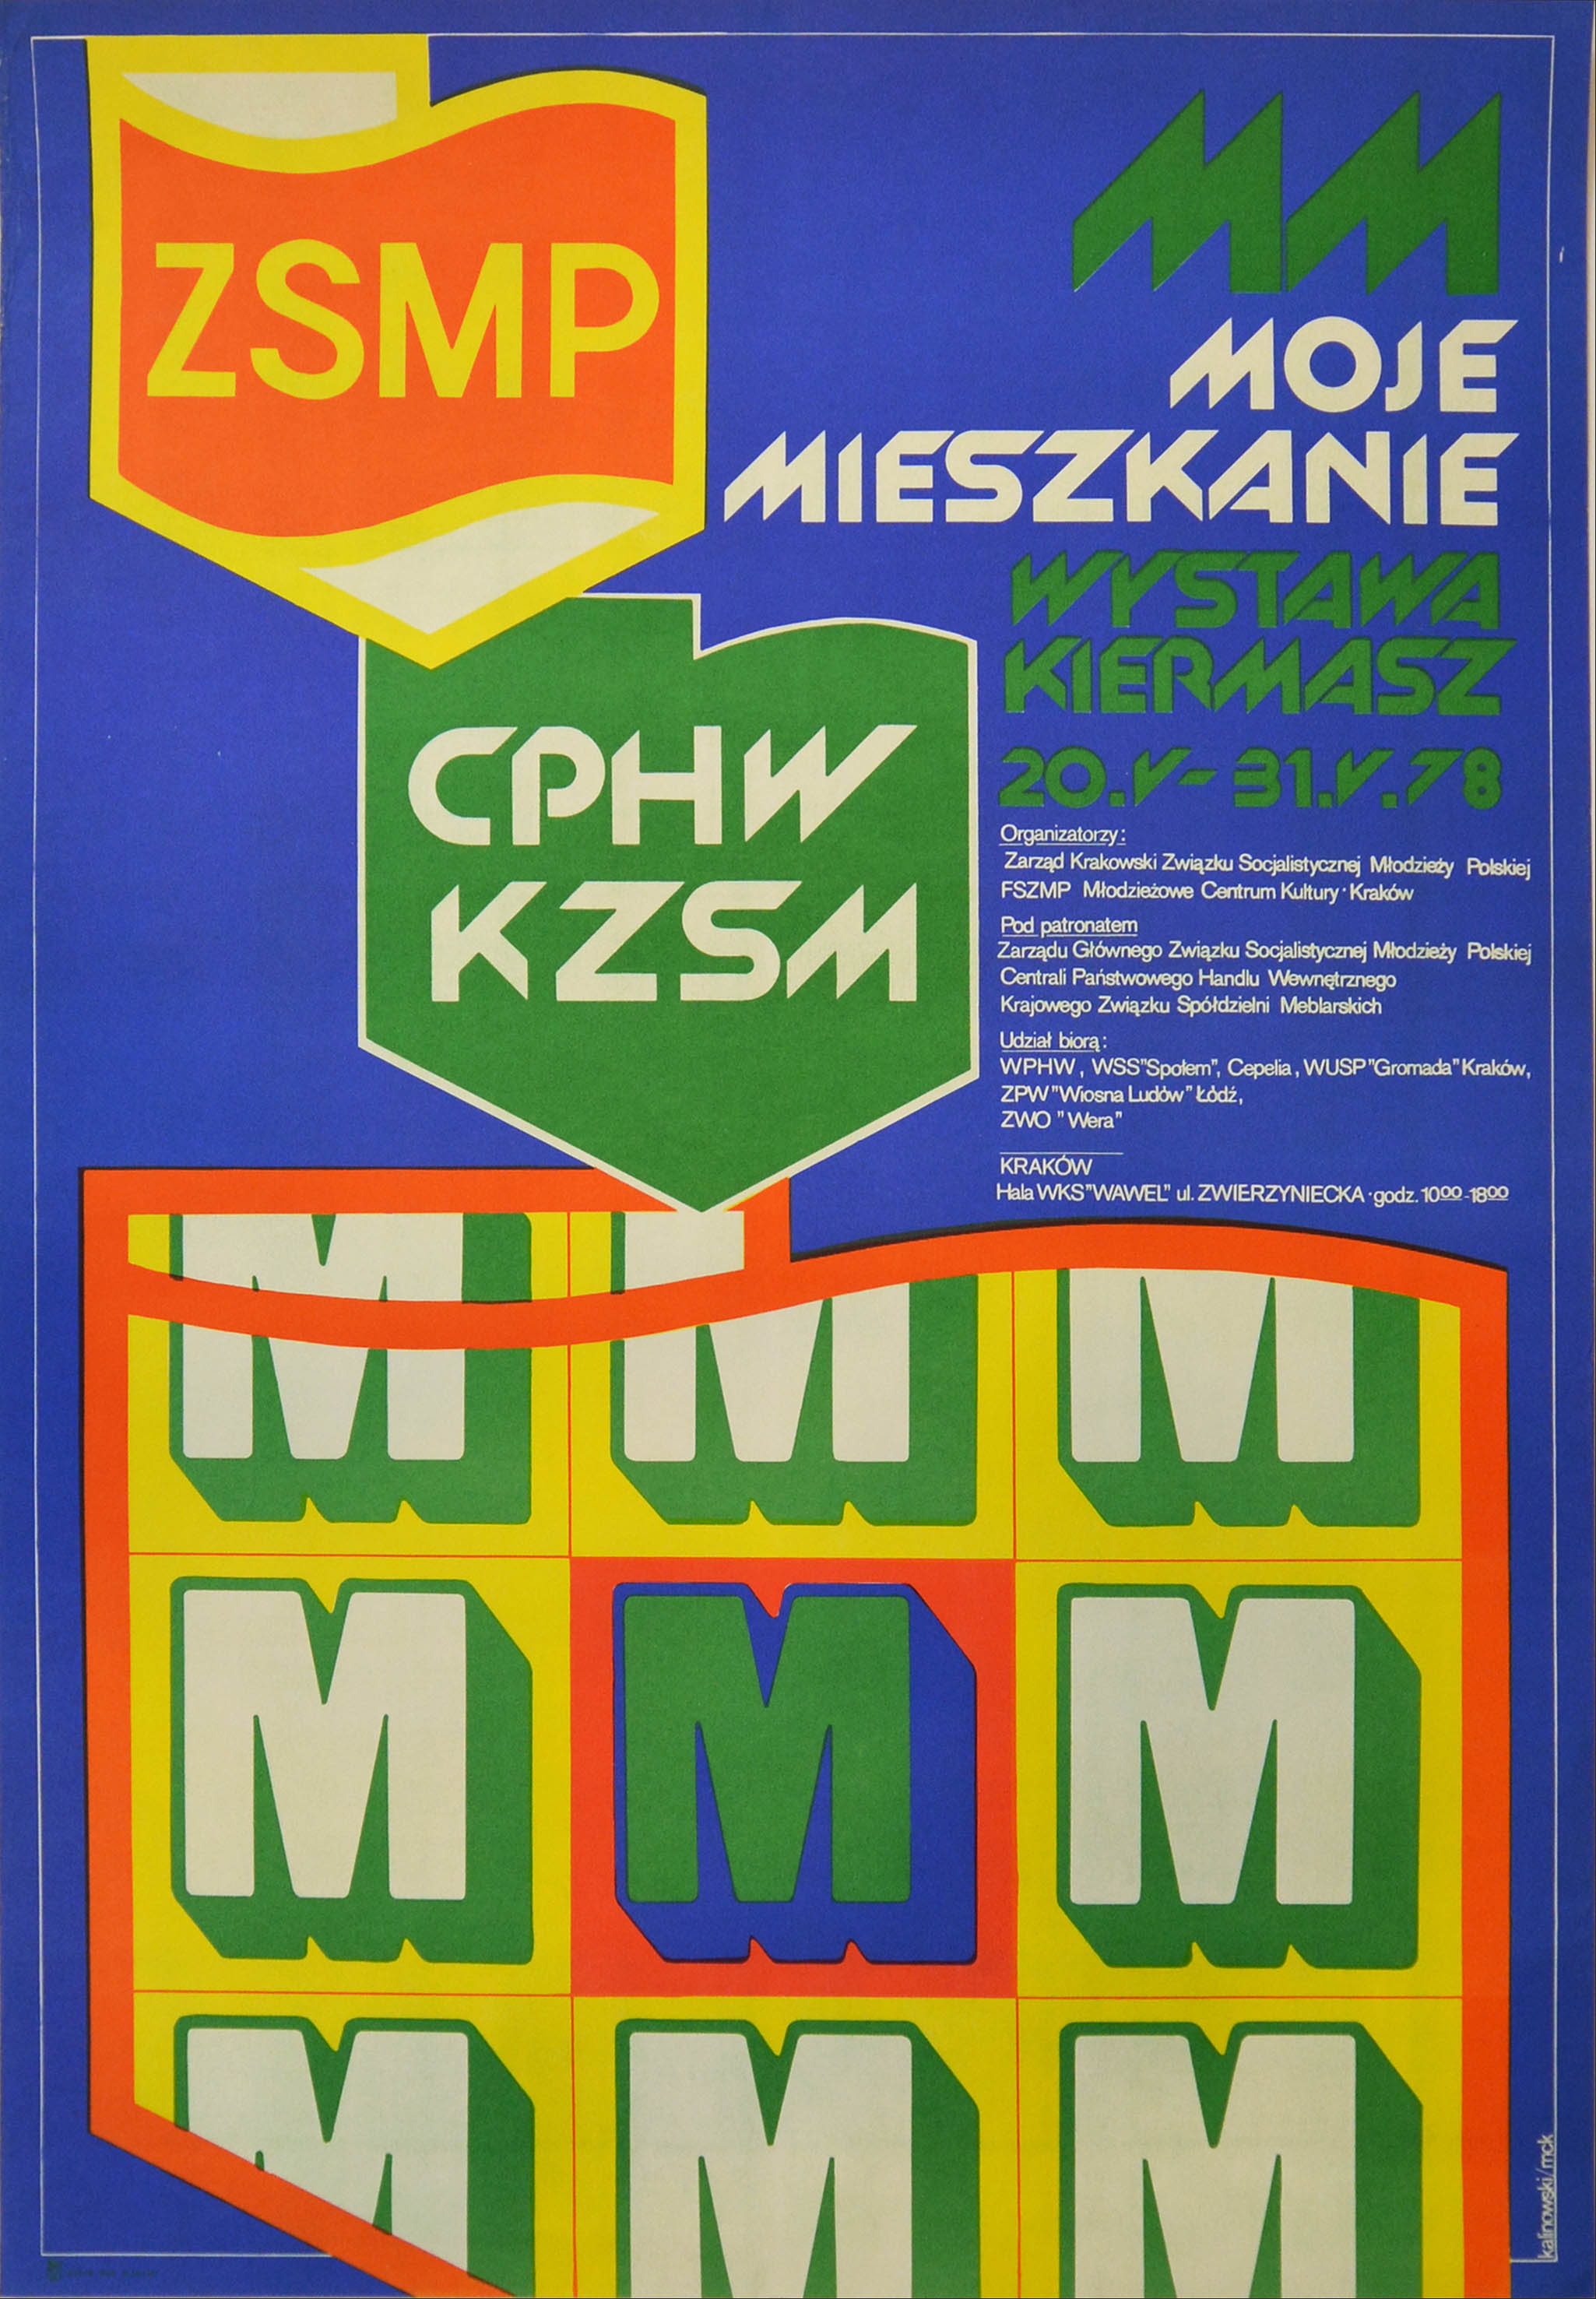 ZSMP
MM
MOJE
MIESZKANIE
WYSTAWA
KIERMASZ
20.V- 31.V.78
CPHW
KZSM
Organizatorzy:
Zarząd Krakowski Związku Socjalistycznej Młodzieży Polskiej
FSZMP Młodzieżowe Centrum Kultury · Kraków
Pod patronatem
Zarządu Głównego Związku Socjalistycznej Młodzieży Polskiej
Centrali Państwowego Handlu Wewnętrznego
Krajowego Związku Spółdzielni Meblarskich
Udział biorą:
WPHW, WSS"Społem", Cepelia, WUSP"Gromada" Kraków,
ZPW"Wiosna Ludów" Łódź,
ZWO "Wera"
KRAKÓW
Hala WKS"WAWEL" ul. ZWIERZYNIECKA · godz. 10⁰⁰-18⁰⁰
M M M
M M M
M M M
kalinowski/mck